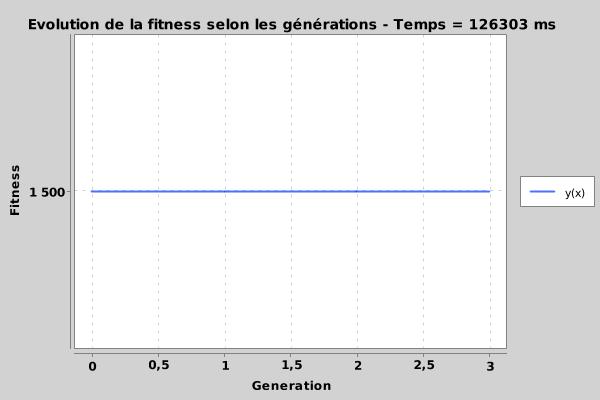 Evolution de la fitness selon les générations - Temps = 126303 ms
Fitness
1 500
y(x)
0 0,5 1 1,5 2 2,5 3
Generation